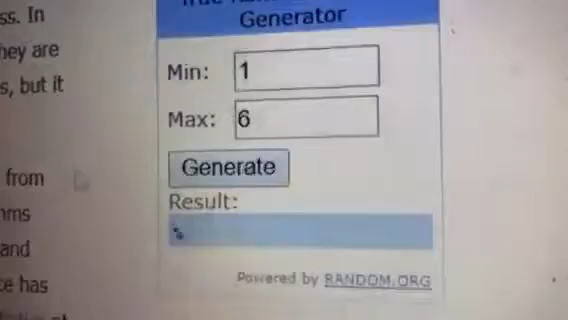 ss. In
Generator
hey are
Min: 1
s, but it
Max: 6
Generate
from
Result:
and
Powered by RANDOM.ORG
te has